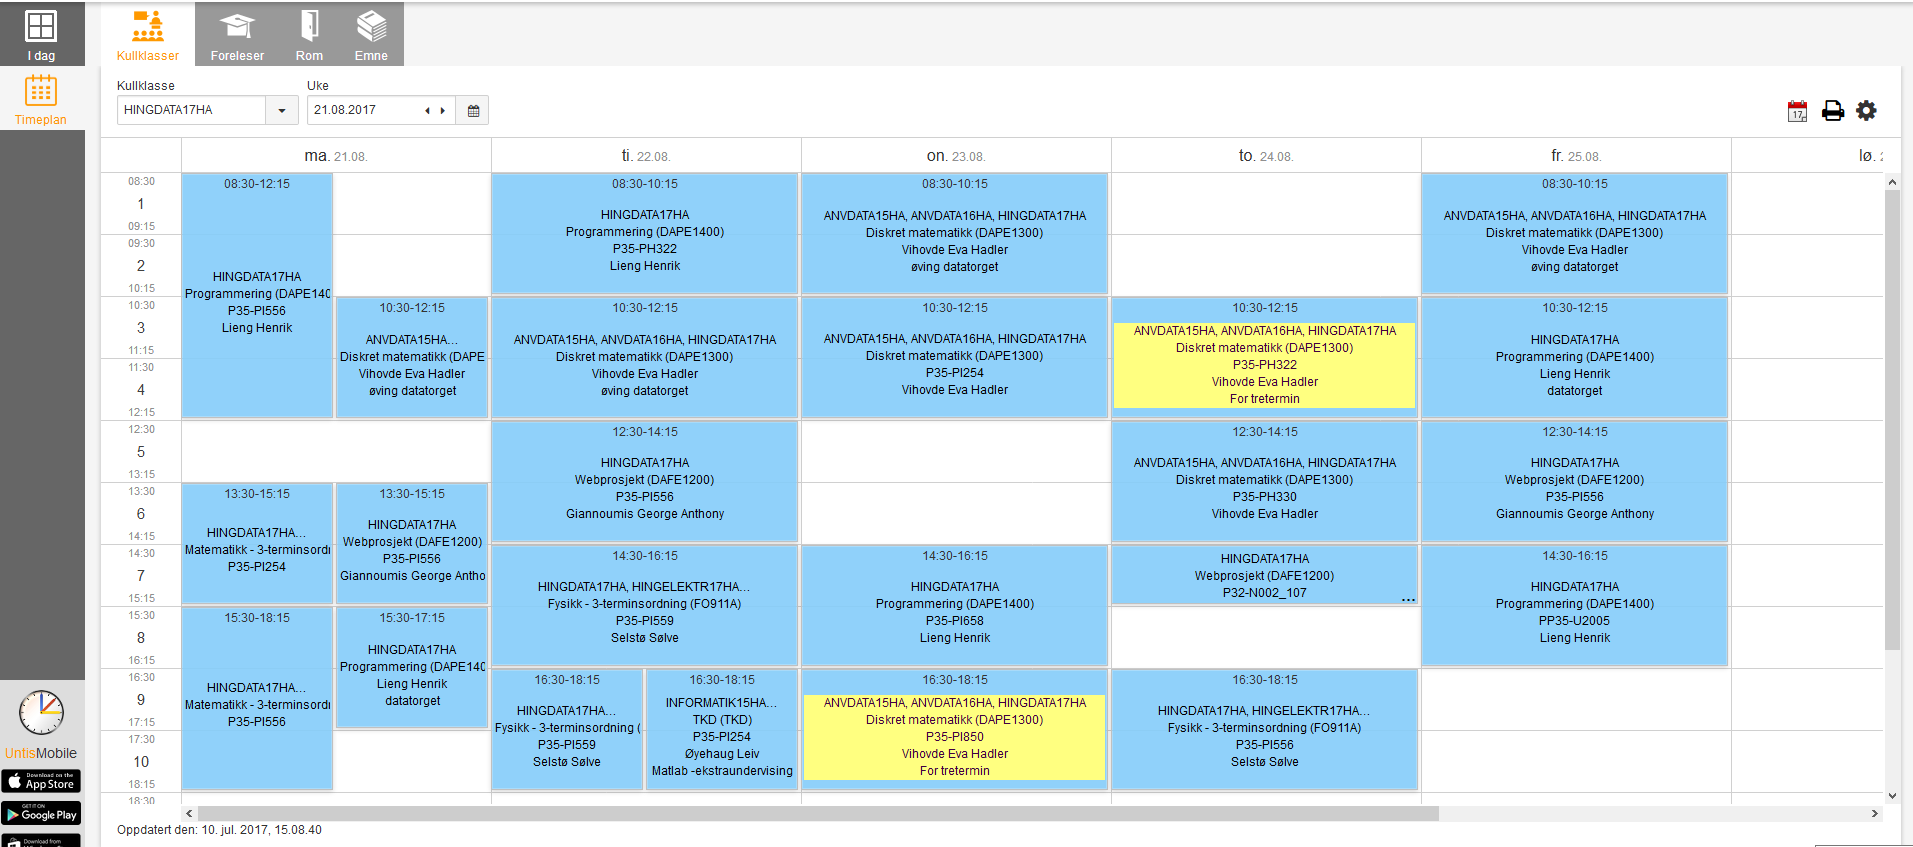 I dag
Timeplan
Kullklasser
Foreleser
Rom
Emne
Kullklasse
Uke
HINGDATA17HA
21.08.2017
17
ma. 21.08.
ti. 22.08.
on. 23.08.
to. 24.08.
fr. 25.08.
lø.
08:30
1
09:15
09:30
2
10:15
10:30
3
11:15
11:30
4
12:15
12:30
5
13:15
13:30
6
14:15
14:30
7
15:15
15:30
8
16:15
16:30
9
17:15
17:30
10
18:15
18:30
08:30-12:15
HINGDATA17HA
Programmering (DAPE140
P35-PI556
Lieng Henrik
10:30-12:15
ANVDATA15HA...
Diskret matematikk (DAPE
Vihovde Eva Hadler
øving datatorget
13:30-15:15
HINGDATA17HA...
Matematikk - 3-terminsordr
P35-PI254
13:30-15:15
HINGDATA17HA
Webprosjekt (DAFE1200)
P35-PI556
Giannoumis George Antho
15:30-18:15
HINGDATA17HA...
Matematikk - 3-terminsordr
P35-PI556
15:30-17:15
HINGDATA17HA
Programmering (DAPE140
Lieng Henrik
datatorget
08:30-10:15
HINGDATA17HA
Programmering (DAPE1400)
P35-PH322
Lieng Henrik
10:30-12:15
ANVDATA15HA, ANVDATA16HA, HINGDATA17HA
Diskret matematikk (DAPE1300)
Vihovde Eva Hadler
øving datatorget
12:30-14:15
HINGDATA17HA
Webprosjekt (DAFE1200)
P35-PI556
Giannoumis George Anthony
14:30-16:15
HINGDATA17HA, HINGELEKTR17HA...
Fysikk - 3-terminsordning (FO911A)
P35-PI559
Selstø Sølve
16:30-18:15
HINGDATA17HA...
Fysikk - 3-terminsordning (
P35-PI559
Selstø Sølve
16:30-18:15
INFORMATIK15HA...
TKD (TKD)
P35-PI254
Øyehaug Leiv
Matlab -ekstraundervising
08:30-10:15
ANVDATA15HA, ANVDATA16HA, HINGDATA17HA
Diskret matematikk (DAPE1300)
Vihovde Eva Hadler
øving datatorget
10:30-12:15
ANVDATA15HA, ANVDATA16HA, HINGDATA17HA
Diskret matematikk (DAPE1300)
P35-PI254
Vihovde Eva Hadler
14:30-16:15
HINGDATA17HA
Programmering (DAPE1400)
P35-PI658
Lieng Henrik
16:30-18:15
ANVDATA15HA, ANVDATA16HA, HINGDATA17HA
Diskret matematikk (DAPE1300)
P35-PI850
Vihovde Eva Hadler
For tretermin
10:30-12:15
ANVDATA15HA, ANVDATA16HA, HINGDATA17HA
Diskret matematikk (DAPE1300)
P35-PH322
Vihovde Eva Hadler
For tretermin
12:30-14:15
ANVDATA15HA, ANVDATA16HA, HINGDATA17HA
Diskret matematikk (DAPE1300)
P35-PH330
Vihovde Eva Hadler
HINGDATA17HA
Webprosjekt (DAFE1200)
P32-N002_107
...
16:30-18:15
HINGDATA17HA, HINGELEKTR17HA...
Fysikk - 3-terminsordning (FO911A)
P35-PI556
Selstø Sølve
08:30-10:15
ANVDATA15HA, ANVDATA16HA, HINGDATA17HA
Diskret matematikk (DAPE1300)
Vihovde Eva Hadler
øving datatorget
10:30-12:15
HINGDATA17HA
Programmering (DAPE1400)
Lieng Henrik
datatorget
12:30-14:15
HINGDATA17HA
Webprosjekt (DAFE1200)
P35-PI556
Giannoumis George Anthony
14:30-16:15
HINGDATA17HA
Programmering (DAPE1400)
PP35-U2005
Lieng Henrik
UntisMobile
Download on the
App Store
GET IT ON
Google Play
Download from
Oppdatert den: 10. jul. 2017, 15.08.40